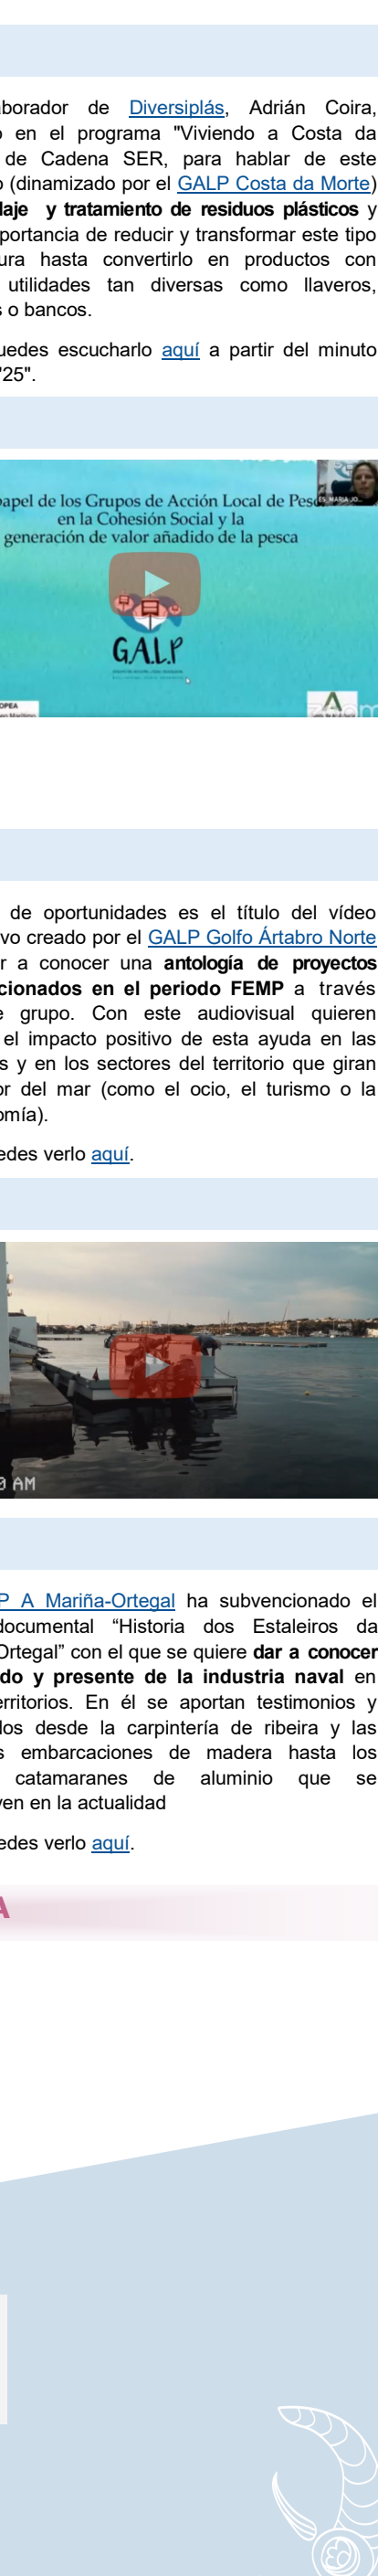 borador de Diversiplás, Adrián Coira,
o en el programa "Viviendo a Costa da
de Cadena SER, para hablar de este
o (dinamizado por el GALP Costa da Morte)
laje y tratamiento de residuos plásticos y
portancia de reducir y transformar este tipo
ura hasta convertirlo en productos con
utilidades tan diversas como llaveros,
s o bancos.
uedes escucharlo aquí a partir del minuto
'25".
papel de los Grupos de Acción Local de Pesc
en la Cohesión Social y la
generación de valor añadido de la pesca
ES_MARIA JO...
G.A.L.P
OPEA
zoom
de oportunidades es el título del vídeo
vo creado por el GALP Golfo Ártabro Norte
r a conocer una antología de proyectos
cionados en el periodo FEMP a través
e grupo. Con este audiovisual quieren
el impacto positivo de esta ayuda en las
s y en los sectores del territorio que giran
or del mar (como el ocio, el turismo o la
omía).
edes verlo aquí.
0 AM
P A Mariña-Ortegal ha subvencionado el
documental “Historia dos Estaleiros da
Ortegal” con el que se quiere dar a conocer
do y presente de la industria naval en
erritorios. En él se aportan testimonios y
los desde la carpintería de ribeira y las
s embarcaciones de madera hasta los
catamaranes de aluminio que se
yen en la actualidad
edes verlo aquí.
A